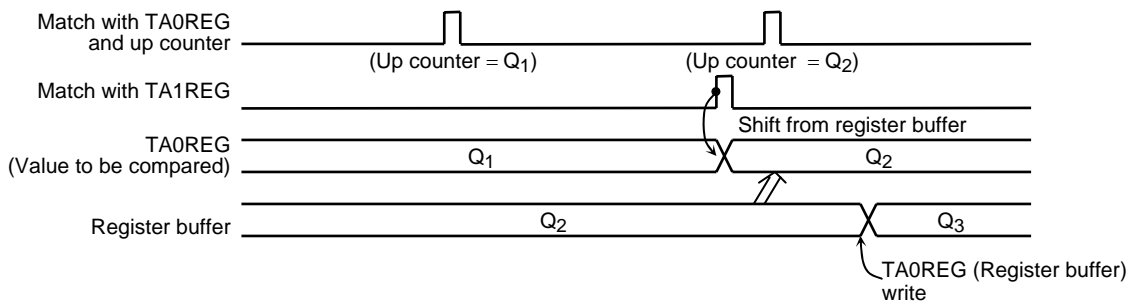 Match with TA0REG
and up counter
(Up counter = Q1)
(Up counter = Q2)
Match with TA1REG
Shift from register buffer
TA0REG
(Value to be compared)
Q1
Q2
Register buffer
Q2
Q3
TA0REG (Register buffer)
write